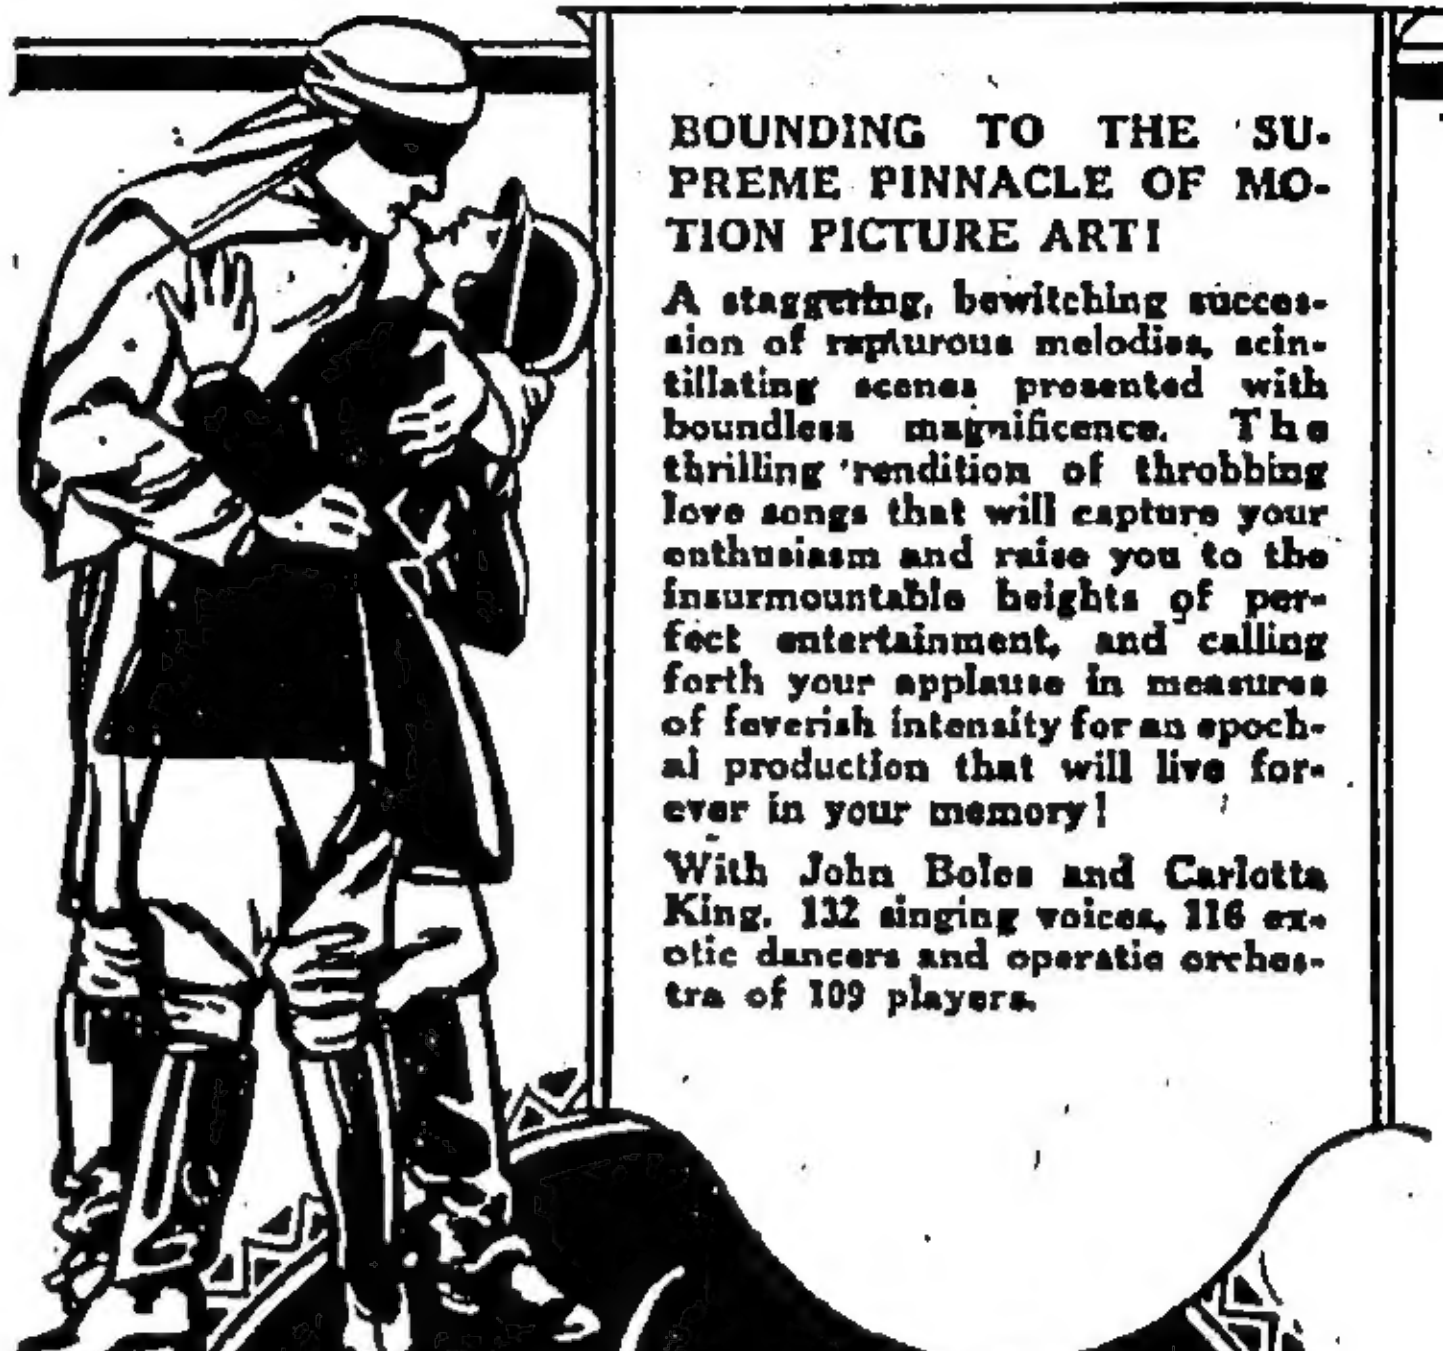 BOUNDING TO THE SU-
PREME PINNACLE OF MO-
TION PICTURE ART!
A staggering, bewitching succes-
sion of rapturous melodies, scin-
tillating scenes presented with
boundless magnificence. The
thrilling rendition of throbbing
love songs that will capture your
enthusiasm and raise you to the
insurmountable heights of per-
fect entertainment, and calling
forth your applause in measures
of feverish intensity for an epoch-
al production that will live for-
ever in your memory!
With John Boles and Carlotta
King. 132 singing voices, 116 ex-
otic dancers and operatic orches-
tra of 109 players.